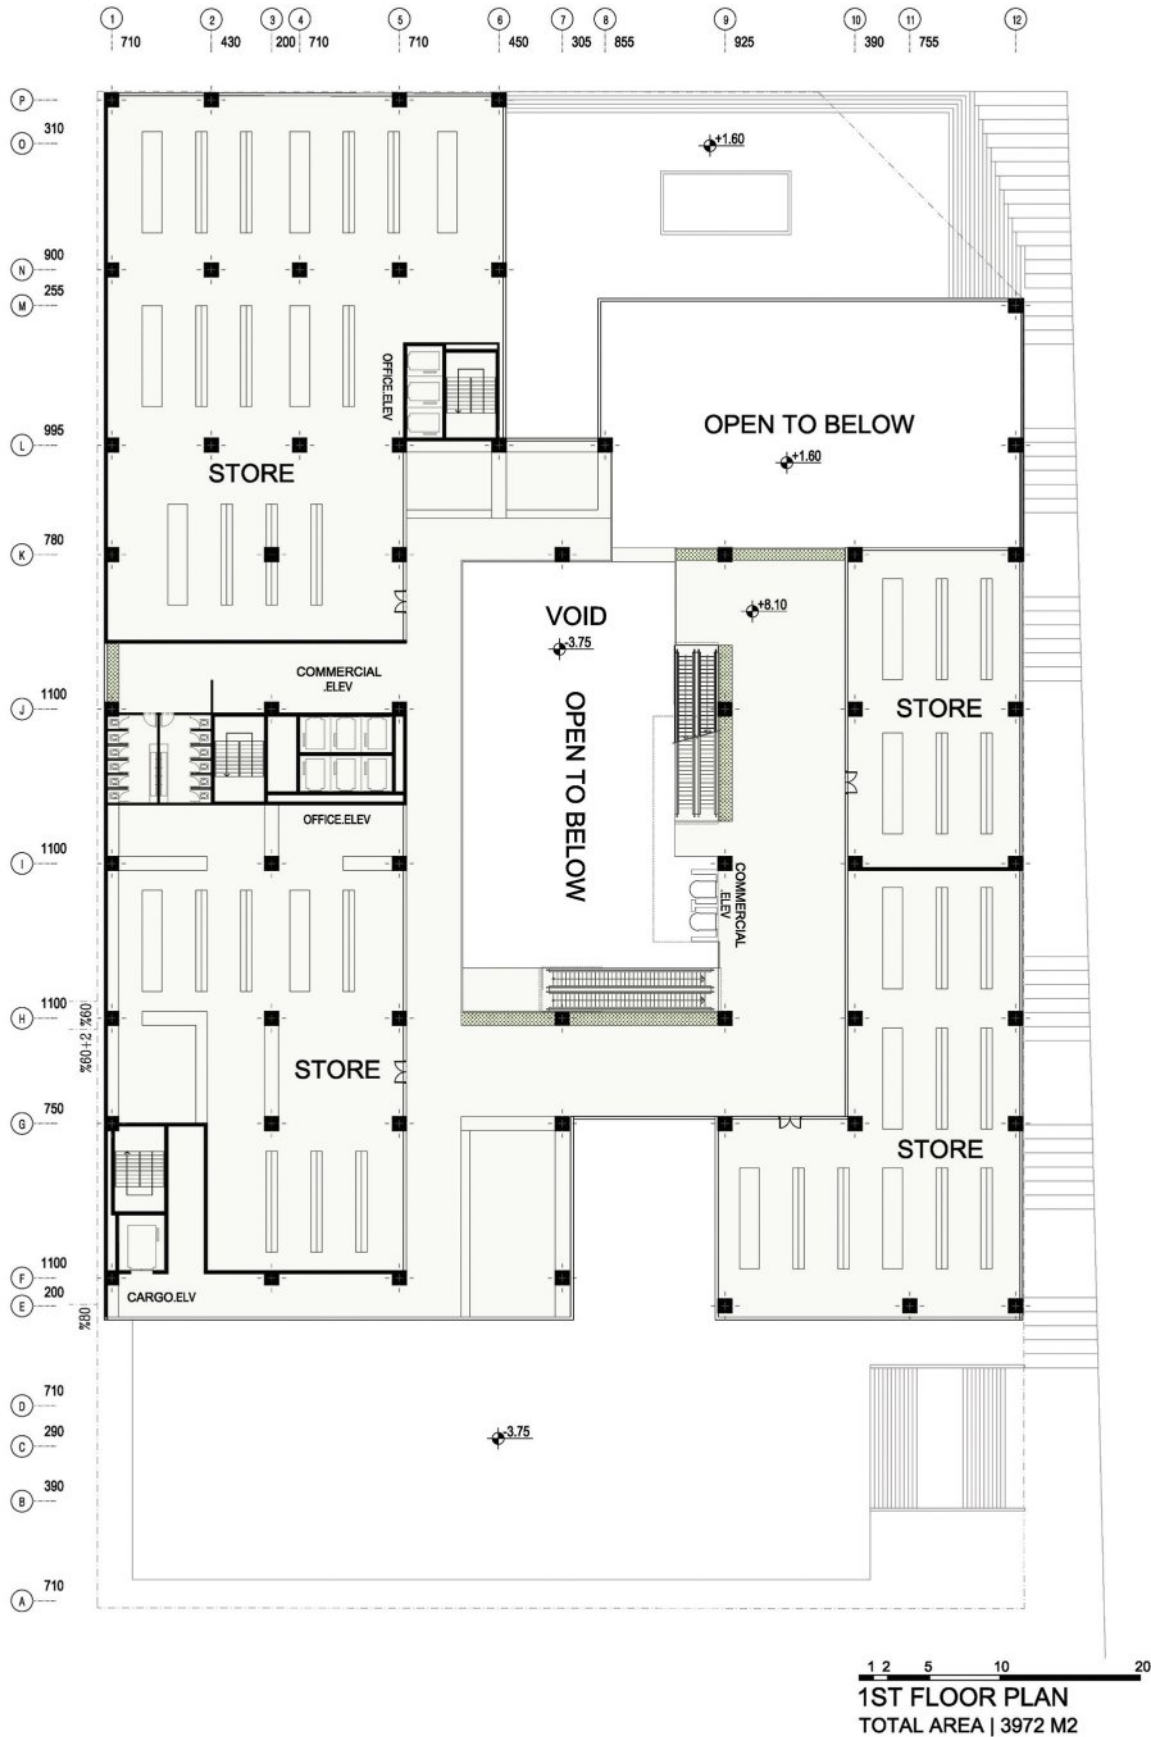 1 2 3 4 5 6 7 8 9 10 11 12
710 430 200 710 710 450 305 855 925 390 755
P
310
O
+1.60
900
N
255
M
OFFICE.ELEV
OPEN TO BELOW
995
L
+1.60
STORE
780
K
+8.10
VOID
-3.75
COMMERCIAL
.ELEV
1100
J
STORE
OPEN TO BELOW
OFFICE.ELEV
1100
I
COMMERCIAL
.ELEV
1100
H
%60
%60+2
STORE
750
G
STORE
1100
F
CARGO.ELV
200
E
%80
710
D
-3.75
290
C
390
B
710
A
1 2 5 10 20
1ST FLOOR PLAN
TOTAL AREA | 3972 M2